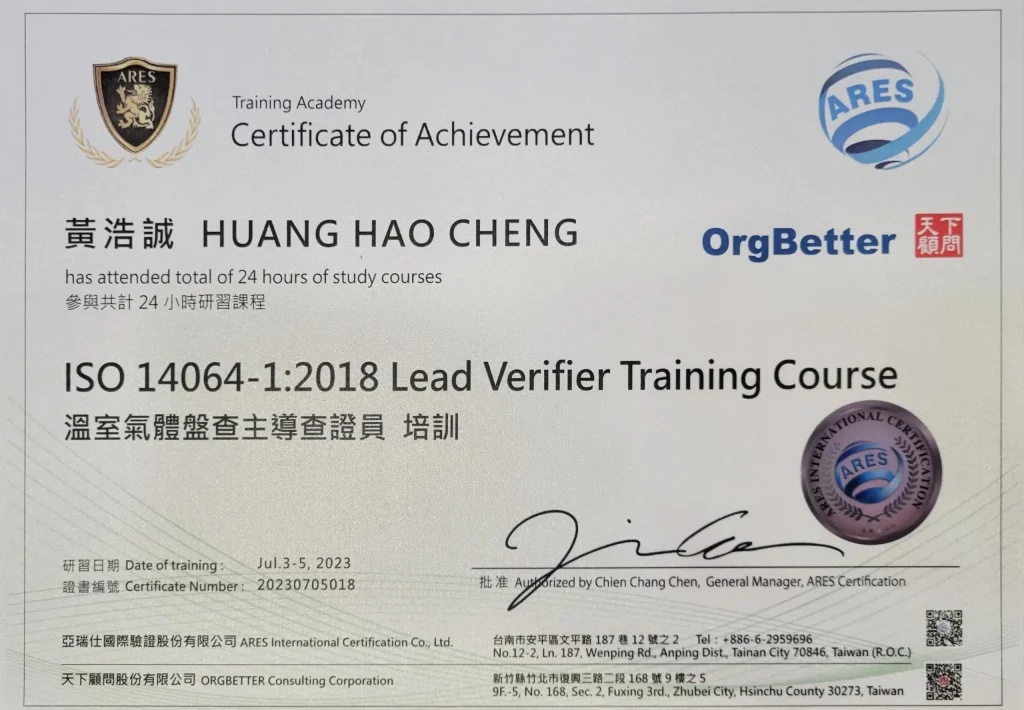 ARES
Training Academy
Certificate of Achievement
ARES
黃浩誠 HUANG HAO CHENG
OrgBetter 天下顧問
has attended total of 24 hours of study courses
參與共計 24 小時研習課程
ISO 14064-1:2018 Lead Verifier Training Course
溫室氣體盤查主導查證員 培訓
ARES INTERNATIONAL CERTIFICATION
ARES
研習日期 Date of training : Jul.3-5, 2023
證書編號 Certificate Number : 20230705018
批 准 Authorized by Chien Chang Chen, General Manager, ARES Certification
亞瑞仕國際驗證股份有限公司 ARES International Certification Co., Ltd.
台南市安平區文平路 187 巷 12 號之 2 Tel : +886-6-2959696
No.12-2, Ln. 187, Wenping Rd., Anping Dist., Tainan City 70846, Taiwan (R.O.C.)
天下顧問股份有限公司 ORGBETTER Consulting Corporation
新竹縣竹北市復興三路二段 168 號 9 樓之 5
9F.-5, No. 168, Sec. 2, Fuxing 3rd., Zhubei City, Hsinchu County 30273, Taiwan